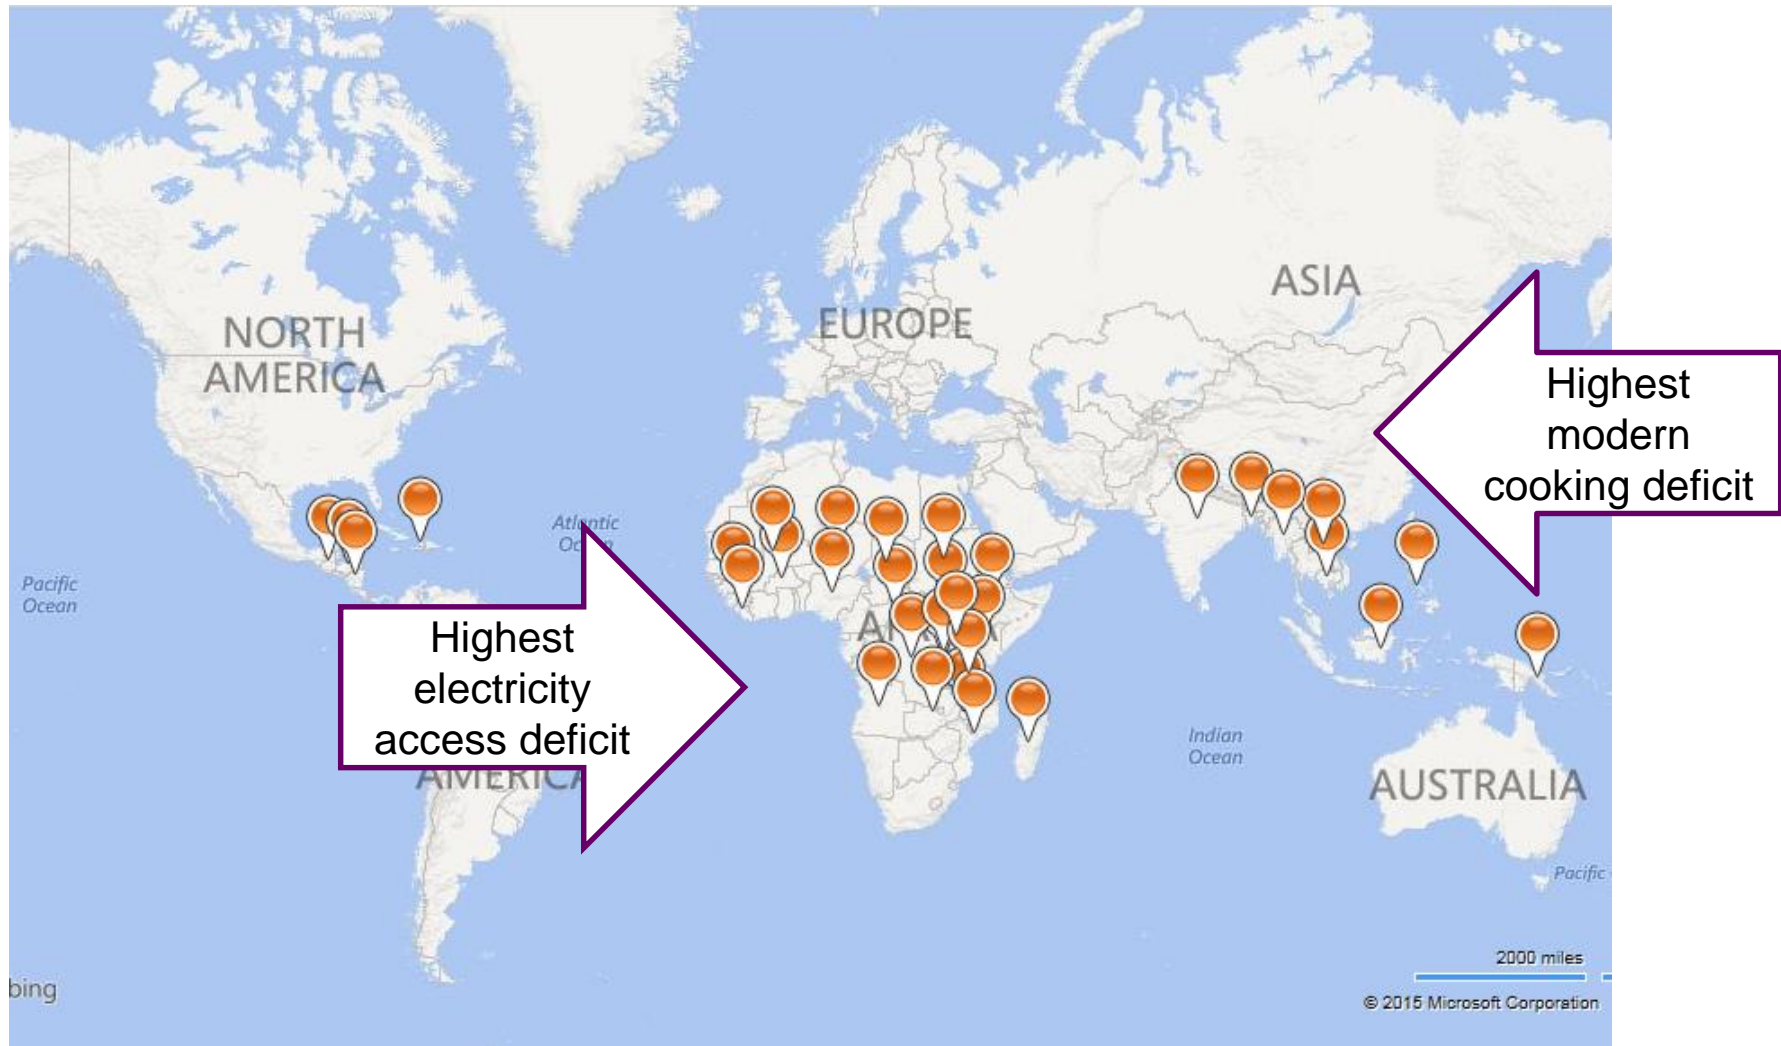 ASIA
NORTH
AMERICA
EUROPE
Highest
modern
cooking deficit
Atlantic
Pacific
Ocean
Highest
electricity
access deficit
Indian
Ocean
AMERICA
AUSTRALIA
Pacific
2000 miles
bing
© 2015 Microsoft Corporation